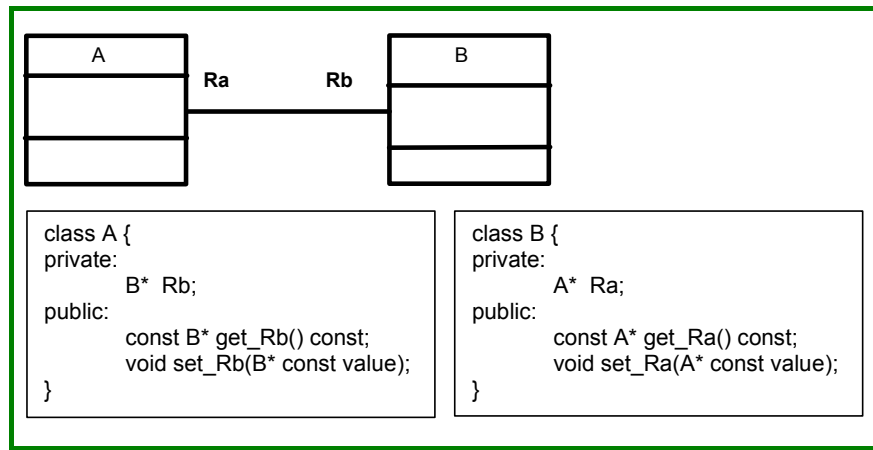 A
B
Ra
Rb
class A {
private:
B* Rb;
public:
const B* get_Rb() const;
void set_Rb(B* const value);
}
class B {
private:
A* Ra;
public:
const A* get_Ra() const;
void set_Ra(A* const value);
}